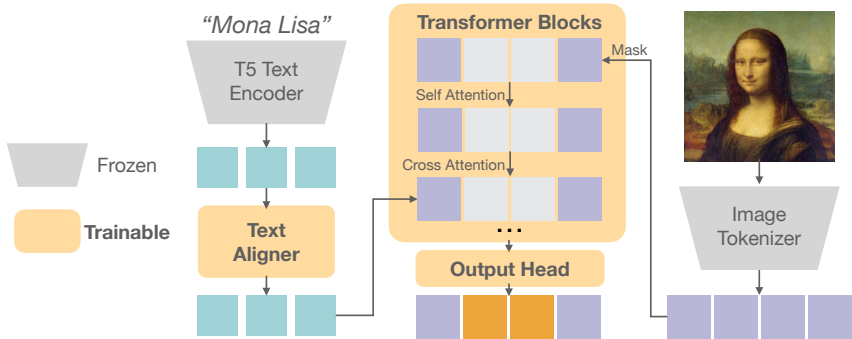 “Mona Lisa”
T5 Text
Encoder
Frozen
Trainable
Text
Aligner
Transformer Blocks
Mask
Self Attention
Cross Attention
...
Output Head
Image
Tokenizer